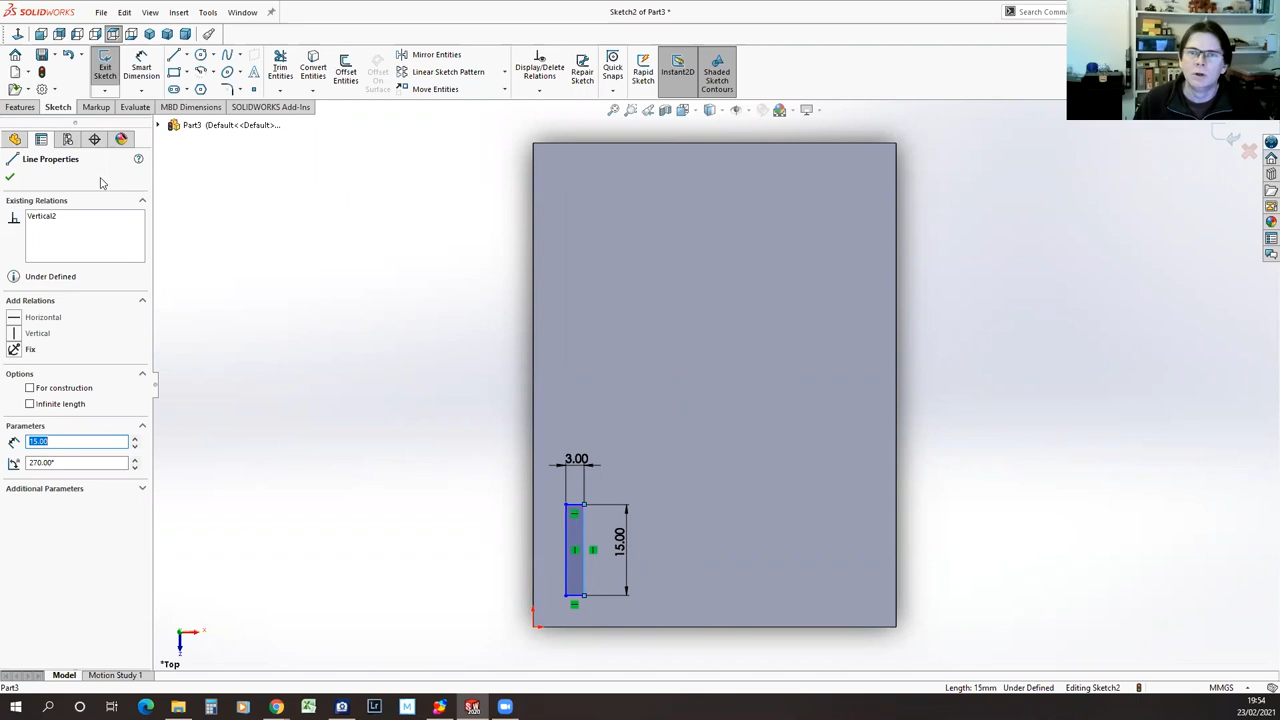 SOLIDWORKS File Edit View Insert Tools Window Sketch2 of Part3 * Search Comm
Exit Sketch Smart Dimension Trim Entities Convert Entities Offset Entities Offset On Surface Mirror Entities Linear Sketch Pattern Move Entities Display/Delete Relations Repair Sketch Quick Snaps Rapid Sketch Instant2D Shaded Sketch Contours
Features Sketch Markup Evaluate MBD Dimensions SOLIDWORKS Add-Ins
Part3 (Default<<Default>...
Line Properties
Existing Relations
Vertical2
Under Defined
Add Relations
Horizontal
Vertical
Fix
Options
For construction
Infinite length
Parameters
15.00
270.00°
Additional Parameters
3.00
15.00
x
z
*Top
Model Motion Study 1
Part3 Length: 15mm Under Defined Editing Sketch2 MMGS
19:54
23/02/2021